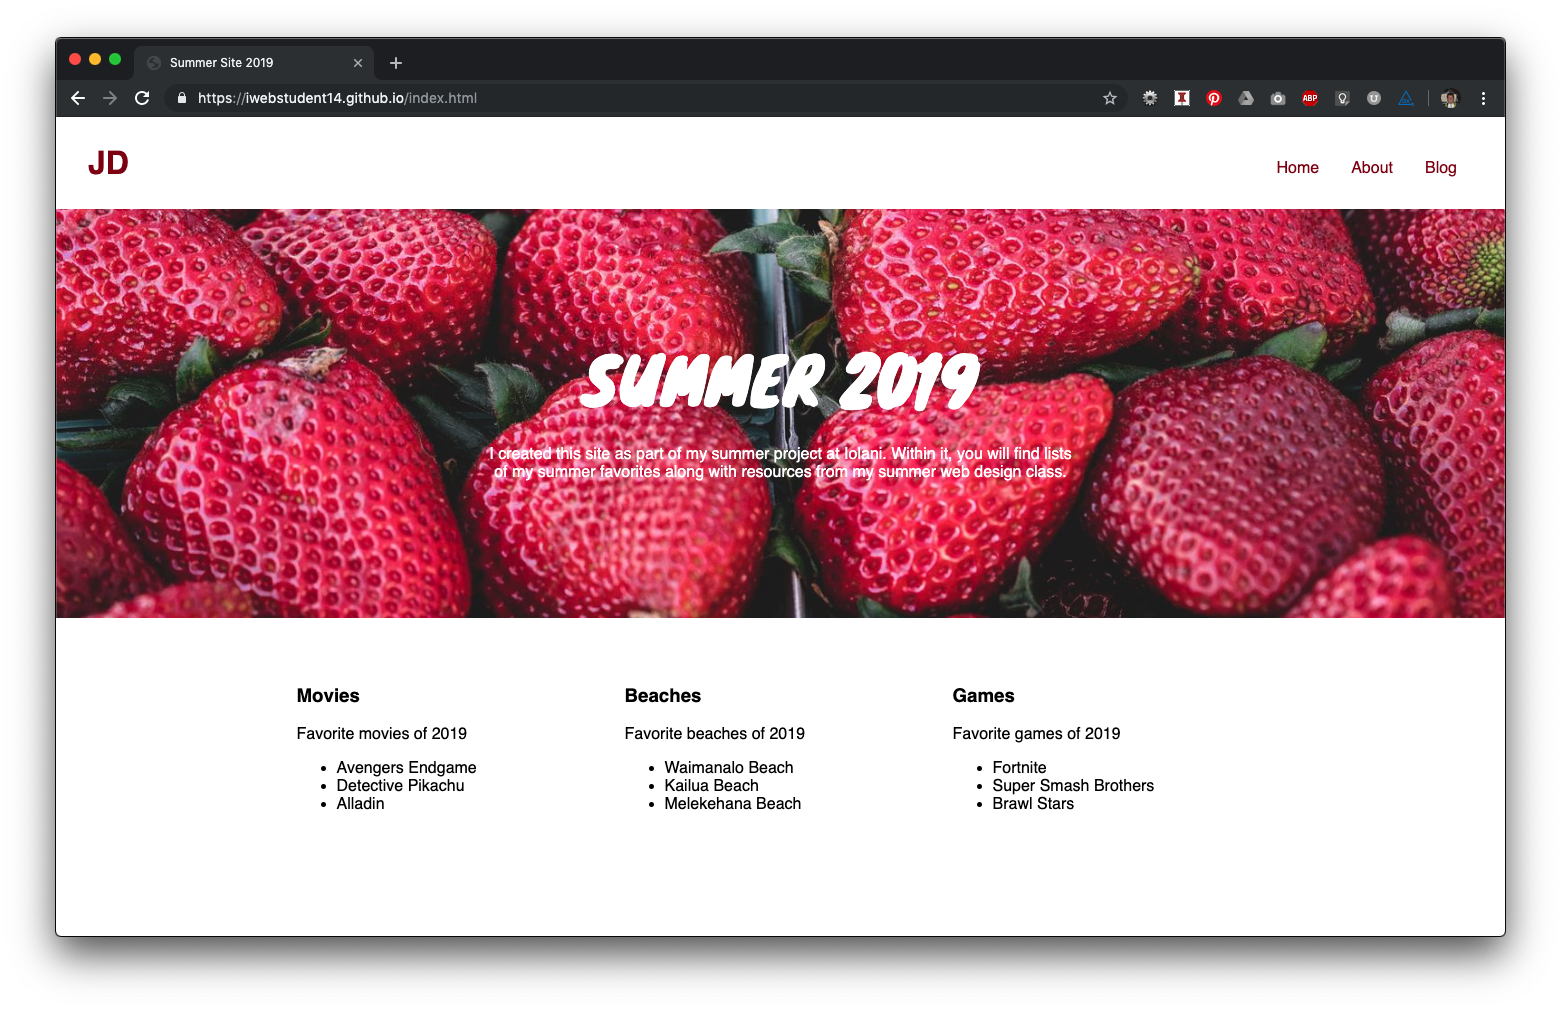 Summer Site 2019
https://iwebstudent14.github.io/index.html
ABP
JD
Home About Blog
SUMMER 2019
I created this site as part of my summer project at Iolani. Within it, you will find lists
of my summer favorites along with resources from my summer web design class.
Movies
Favorite movies of 2019
• Avengers Endgame
• Detective Pikachu
• Alladin
Beaches
Favorite beaches of 2019
• Waimanalo Beach
• Kailua Beach
• Melekehana Beach
Games
Favorite games of 2019
• Fortnite
• Super Smash Brothers
• Brawl Stars